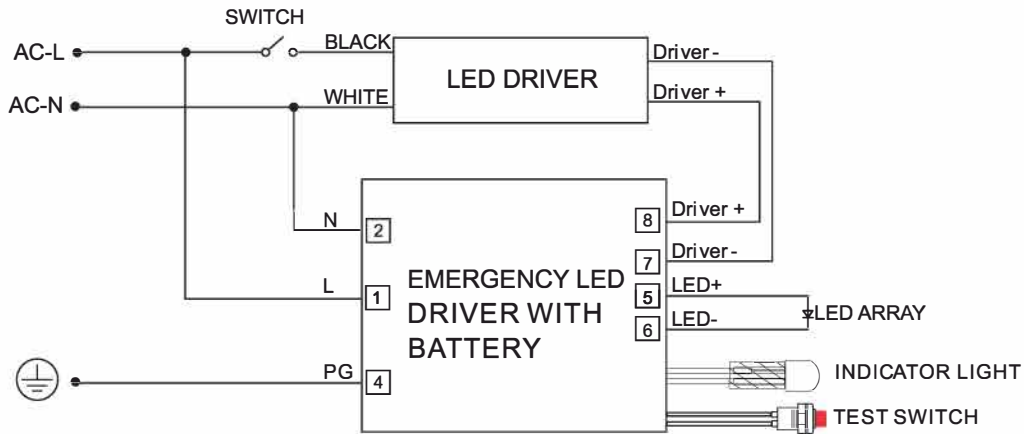 SWITCH
AC-L
BLACK
LED DRIVER
Driver -
AC-N
WHITE
Driver +
N
2
8
Driver +
7
Driver -
L
1
EMERGENCY LED
DRIVER WITH
BATTERY
5
LED+
6
LED-
LED ARRAY
PG
4
INDICATOR LIGHT
TEST SWITCH